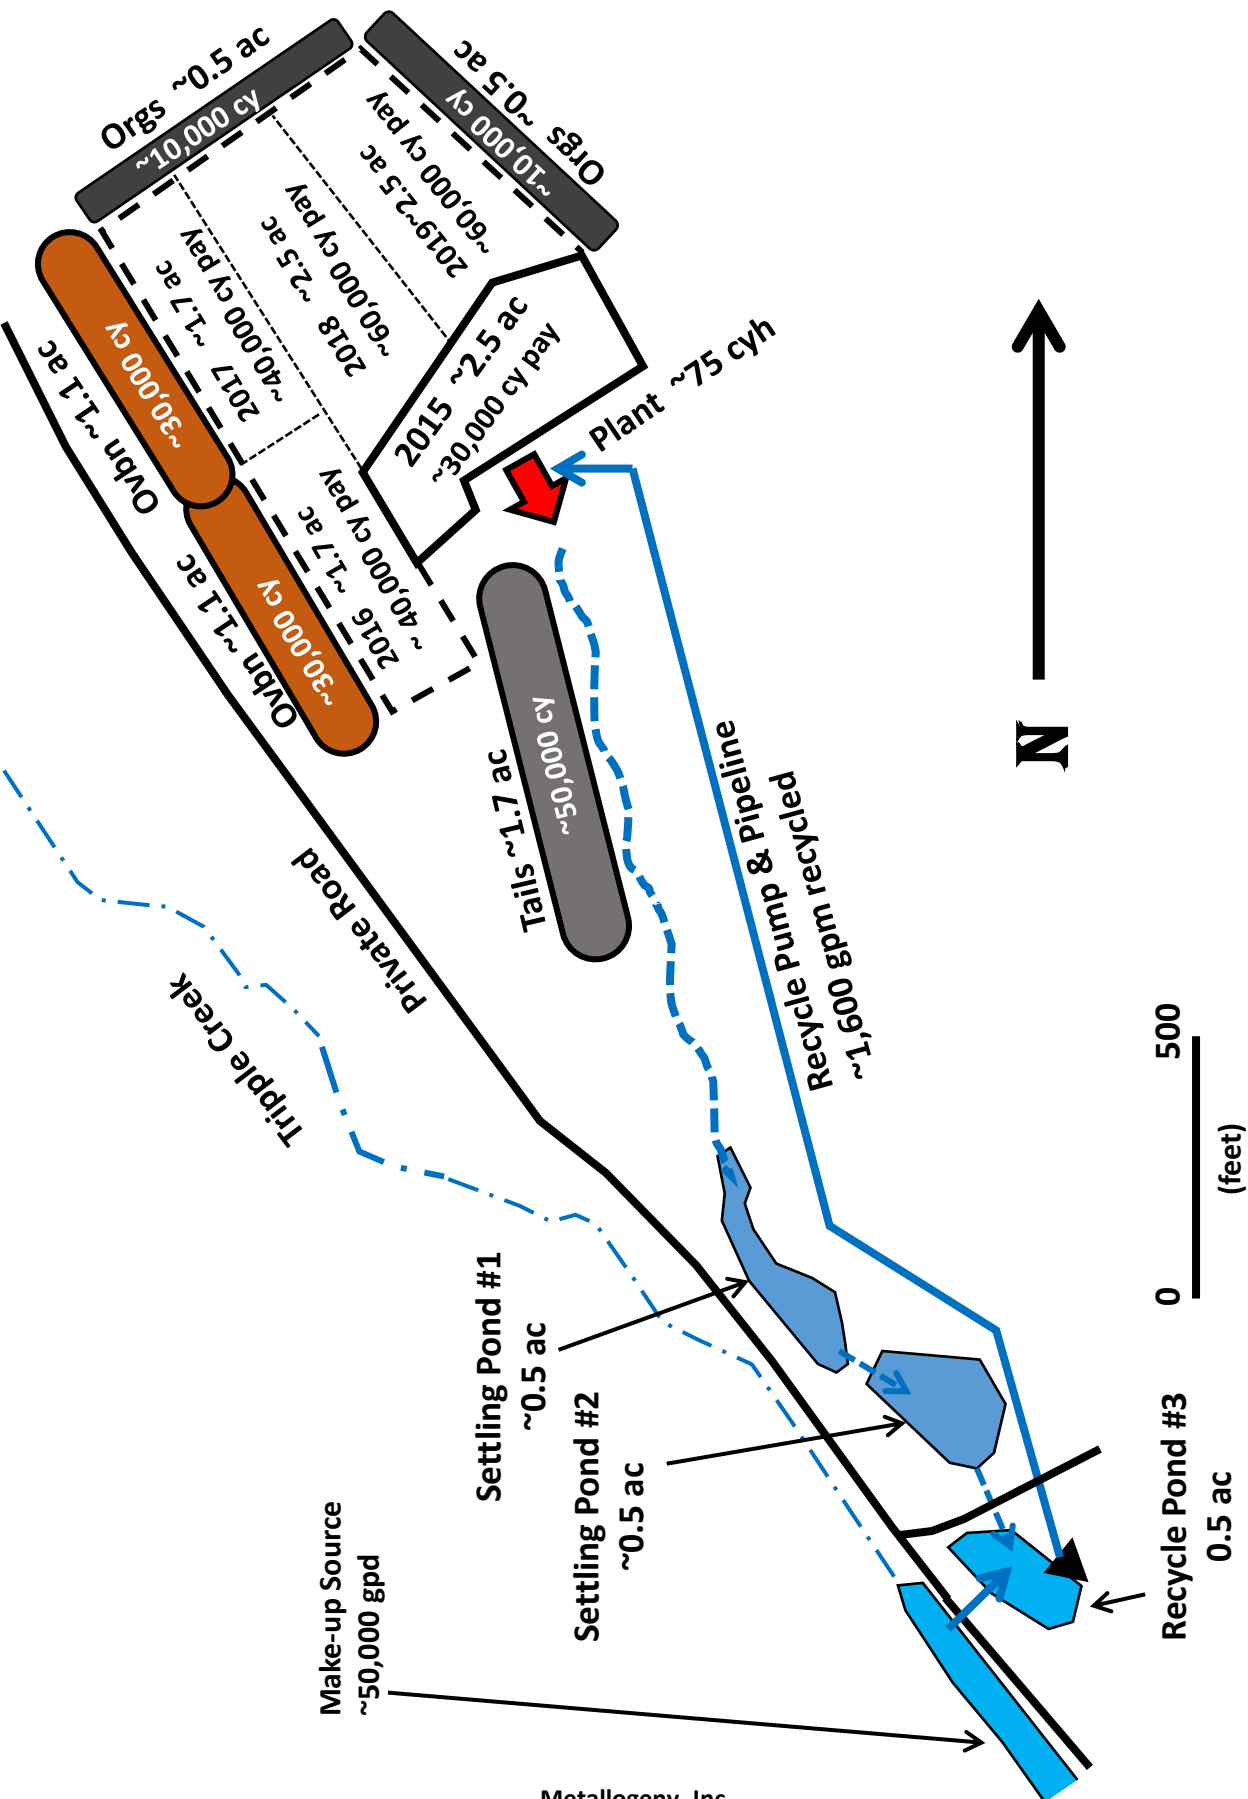 Orgs ~0.5 ac
~10,000 cy
Orgs ~0.5 ac
~10,000 cy
2019~2.5 ac
~60,000 cy pay
2018 ~2.5 ac
~60,000 cy pay
2017 ~1.7 ac
~40,000 cy pay
2016 ~1.7 ac
~40,000 cy pay
2015 ~2.5 ac
~30,000 cy pay
~30,000 cy
Ovbn ~1.1 ac
~30,000 cy
Ovbn ~1.1 ac
Plant ~75 cyh
~50,000 cy
Tails ~1.7 ac
Private Road
Tripple Creek
Recycle Pump & Pipeline
~1,600 gpm recycled
N
Settling Pond #1
~0.5 ac
Settling Pond #2
~0.5 ac
Make-up Source
~50,000 gpd
Recycle Pond #3
0.5 ac
0
500
(feet)
Metallogeny, Inc